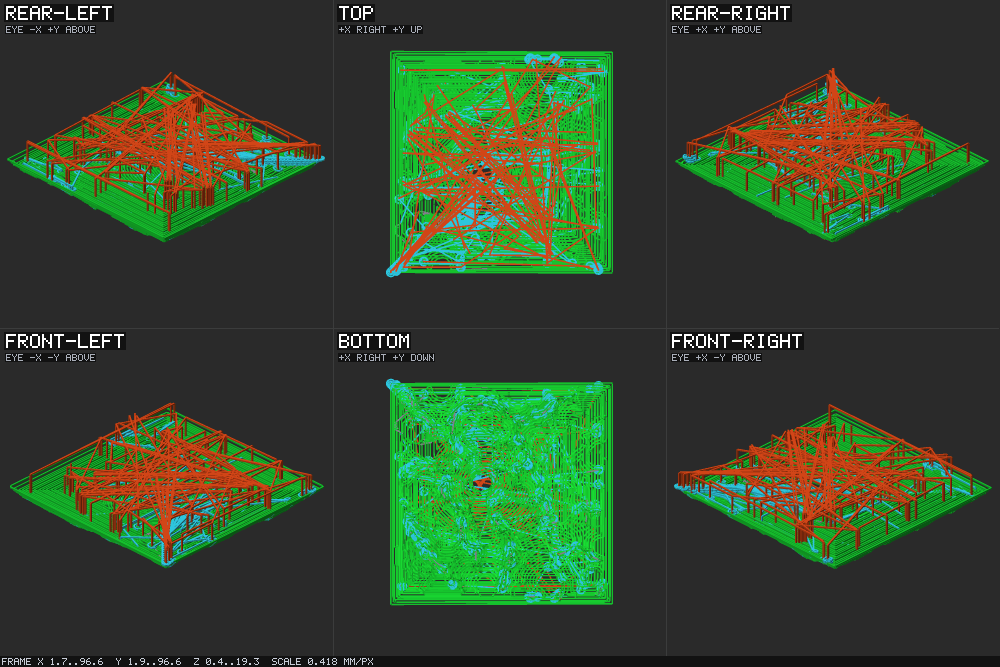 REAR-LEFT
EYE -X +Y ABOVE
TOP
+X RIGHT +Y UP
REAR-RIGHT
EYE +X +Y ABOVE
FRONT-LEFT
EYE -X -Y ABOVE
BOTTOM
+X RIGHT +Y DOWN
FRONT-RIGHT
EYE +X -Y ABOVE
FRAME X 1.7..96.6 Y 1.9..96.6 Z 0.4..19.3 SCALE 0.418 MM/PX